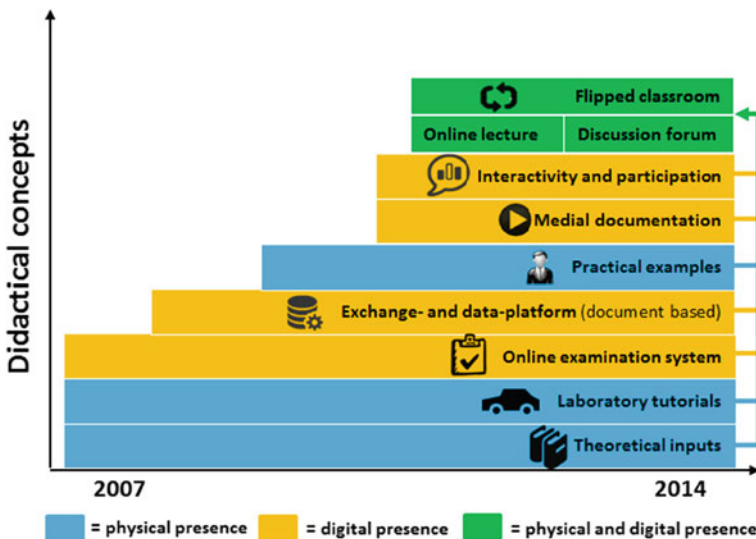 Didactical concepts
Flipped classroom
Online lecture
Discussion forum
Interactivity and participation
Medial documentation
Practical examples
Exchange- and data-platform (document based)
Online examination system
Laboratory tutorials
Theoretical inputs
2007
2014
= physical presence
= digital presence
= physical and digital presence